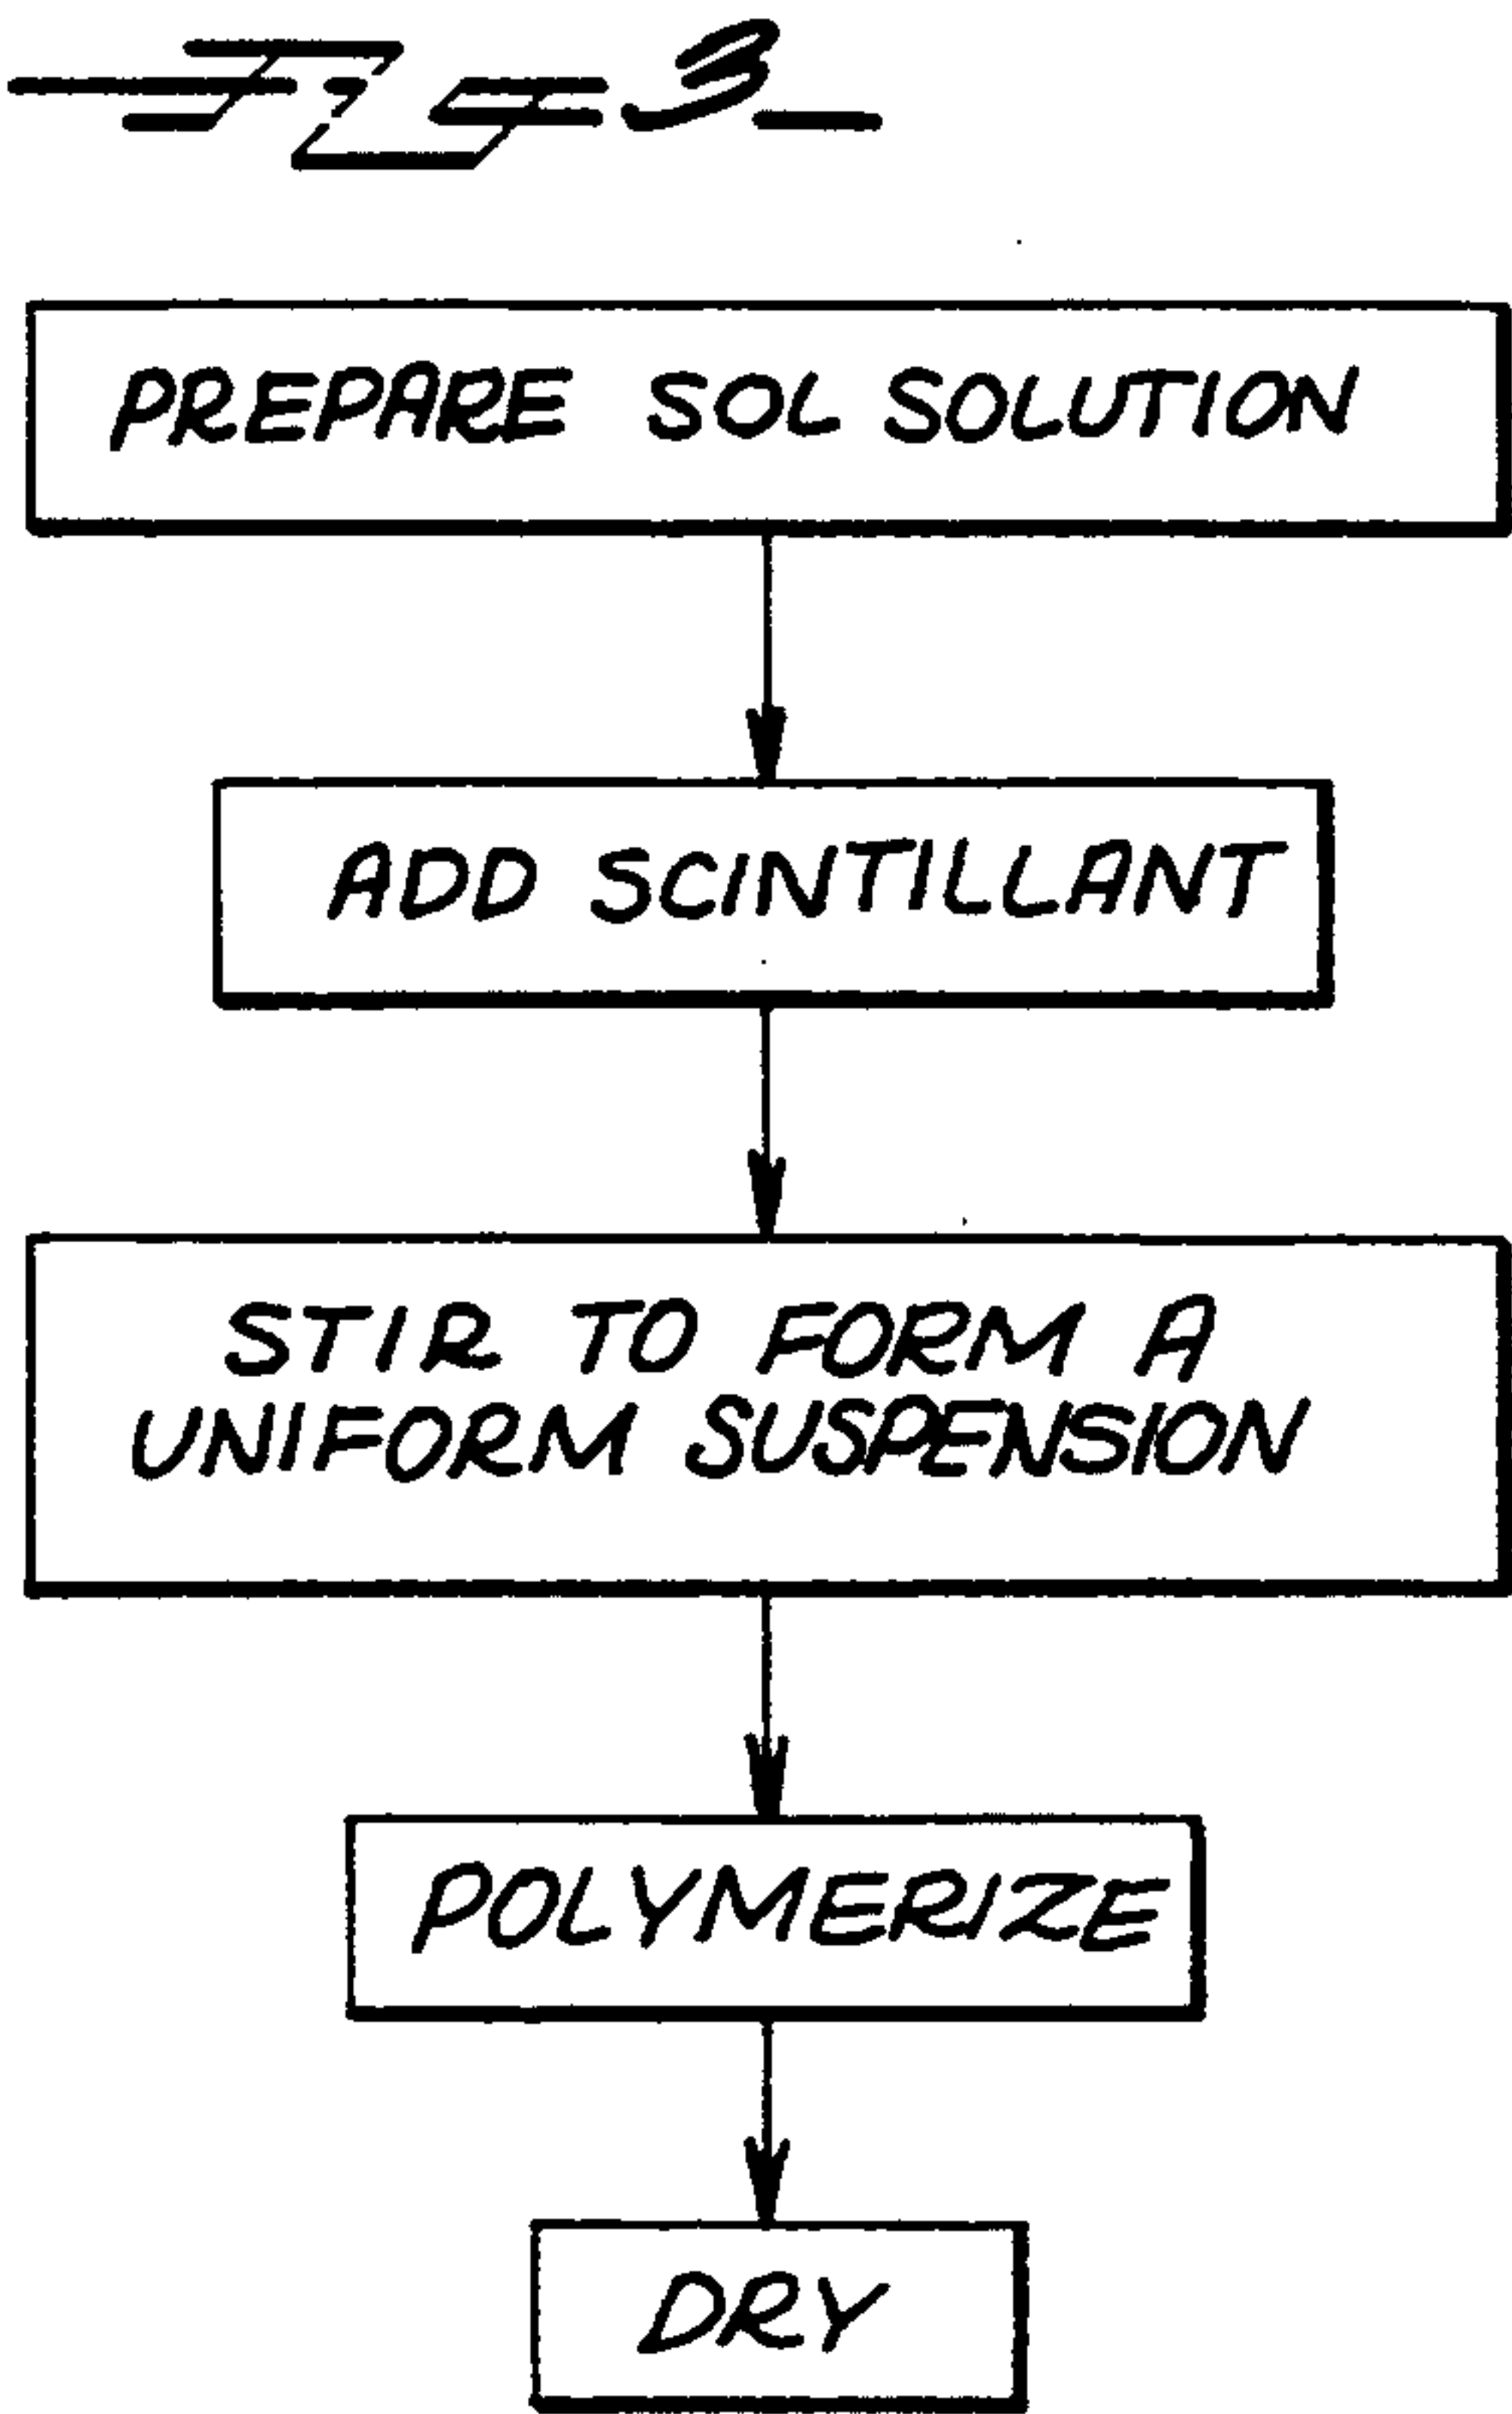 Fig 3
PREPARE SOL SOLUTION
ADD SCINTILLANT
STIR TO FORM A
UNIFORM SUSPENSION
POLYMERIZE
DRY